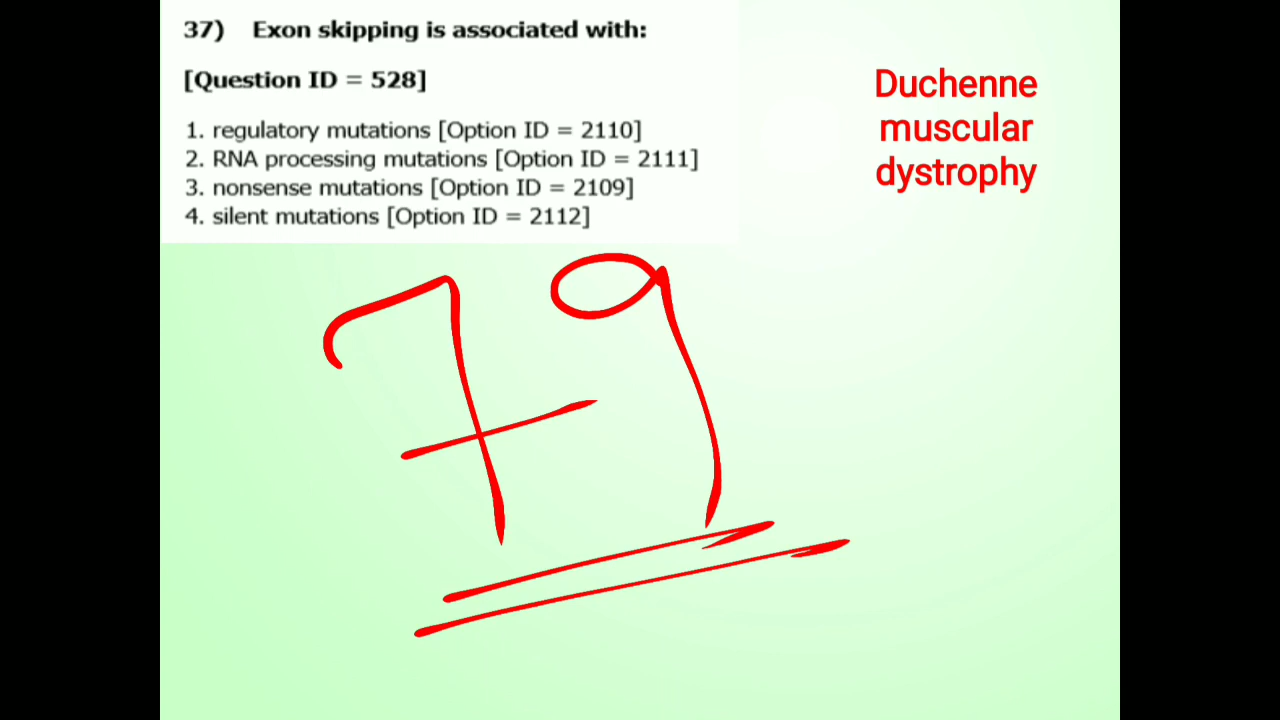 37) Exon skipping is associated with:
[Question ID = 528]
1. regulatory mutations [Option ID = 2110]
2. RNA processing mutations [Option ID = 2111]
3. nonsense mutations [Option ID = 2109]
4. silent mutations [Option ID = 2112]
Duchenne
muscular
dystrophy
79